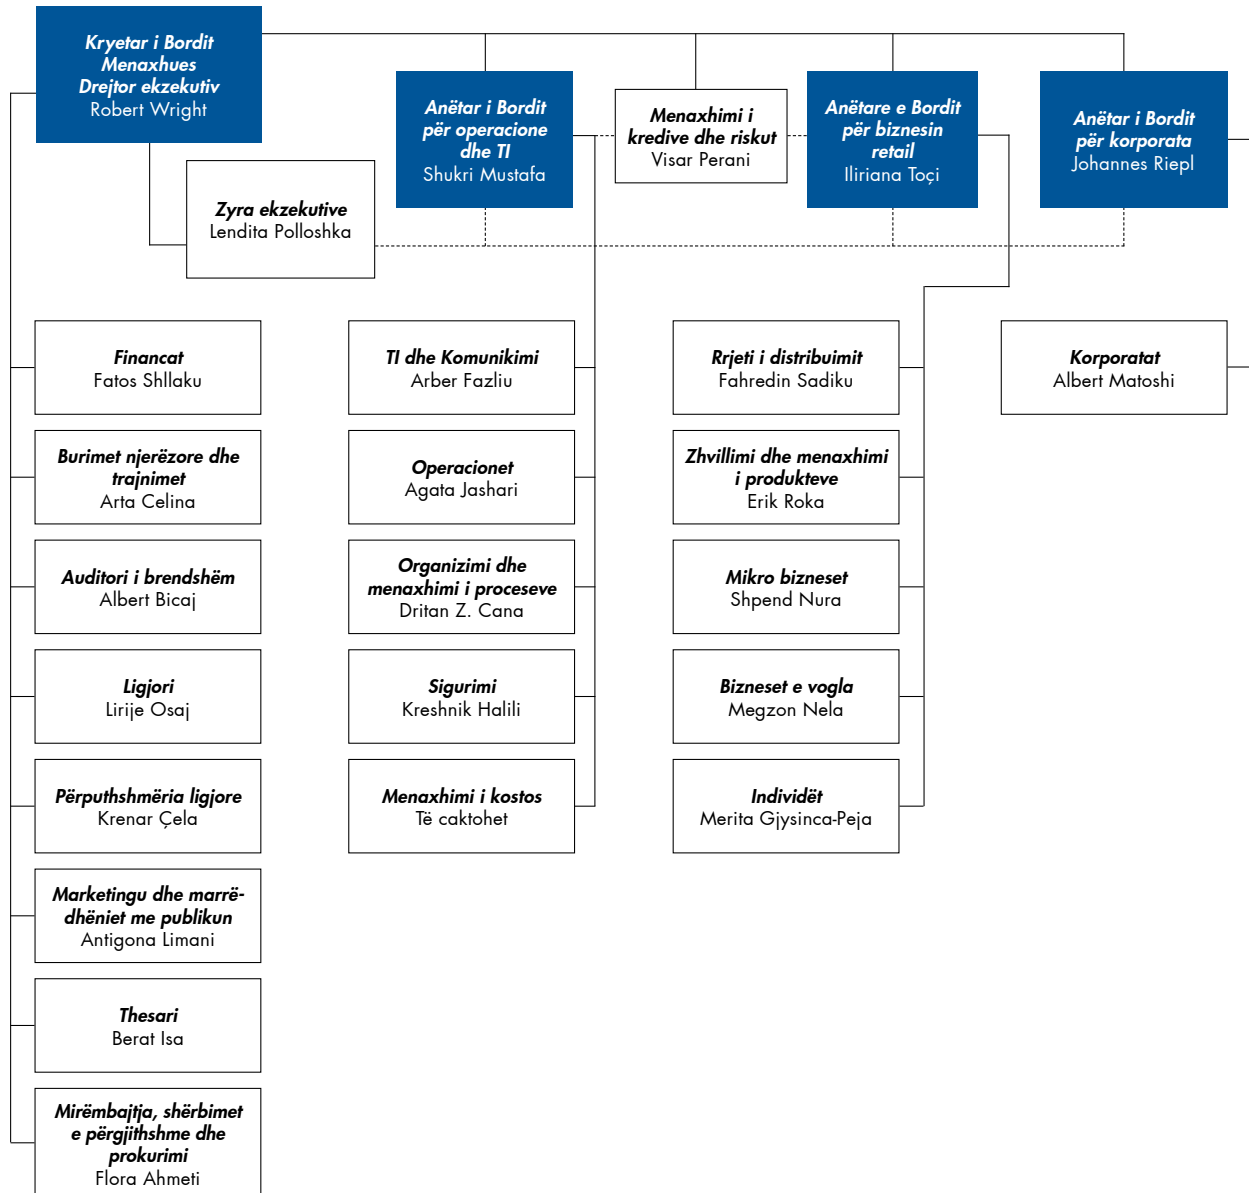 Kryetar i Bordit
Menaxhues
Drejtor ekzekutiv
Robert Wright
Anëtar i Bordit
për operacione
dhe TI
Shukri Mustafa
Menaxhimi i
kredive dhe riskut
Visar Perani
Anëtare e Bordit
për biznesin
retail
Iliriana Toçi
Anëtar i Bordit
për korporata
Johannes Riepl
Zyra ekzekutive
Lendita Polloshka
Financat
Fatos Shllaku
Burimet njerëzore dhe
trajnimet
Arta Celina
Auditori i brendshëm
Albert Bicaj
Ligjori
Lirije Osaj
Përputhshmëria ligjore
Krenar Çela
Marketingu dhe marrë-
dhëniet me publikun
Antigona Limani
Thesari
Berat Isa
Mirëmbajtja, shërbimet
e përgjithshme dhe
prokurimi
Flora Ahmeti
TI dhe Komunikimi
Arber Fazliu
Operacionet
Agata Jashari
Organizimi dhe
menaxhimi i proceseve
Dritan Z. Cana
Sigurimi
Kreshnik Halili
Menaxhimi i kostos
Të caktohet
Rrjeti i distribuimit
Fahredin Sadiku
Zhvillimi dhe menaxhimi
i produkteve
Erik Roka
Mikro bizneset
Shpend Nura
Bizneset e vogla
Megzon Nela
Individët
Merita Gjysinca-Peja
Korporatat
Albert Matoshi